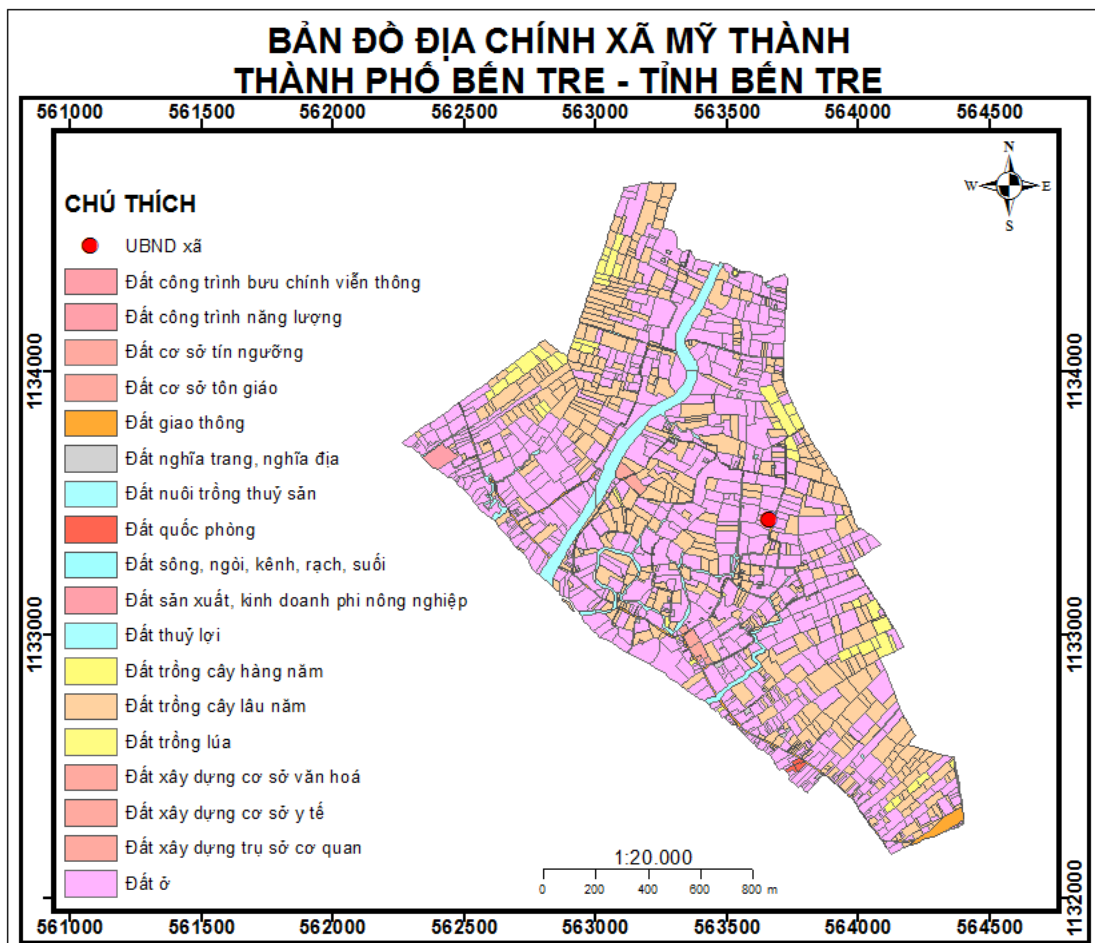 BẢN ĐỒ ĐỊA CHÍNH XÃ MỸ THÀNH
THÀNH PHỐ BẾN TRE - TỈNH BẾN TRE
561000 561500 562000 562500 563000 563500 564000 564500
N
W E
S
CHÚ THÍCH
UBND xã
Đất công trình bưu chính viễn thông
Đất công trình năng lượng
Đất cơ sở tín ngưỡng
Đất cơ sở tôn giáo
Đất giao thông
Đất nghĩa trang, nghĩa địa
Đất nuôi trồng thuỷ sản
Đất quốc phòng
Đất sông, ngòi, kênh, rạch, suối
Đất sản xuất, kinh doanh phi nông nghiệp
Đất thuỷ lợi
Đất trồng cây hàng năm
Đất trồng cây lâu năm
Đất trồng lúa
Đất xây dựng cơ sở văn hoá
Đất xây dựng cơ sở y tế
Đất xây dựng trụ sở cơ quan
Đất ở
1134000
1133000
1134000
1133000
1132000
1:20.000
0 200 400 600 800 m
561000 561500 562000 562500 563000 563500 564000 564500